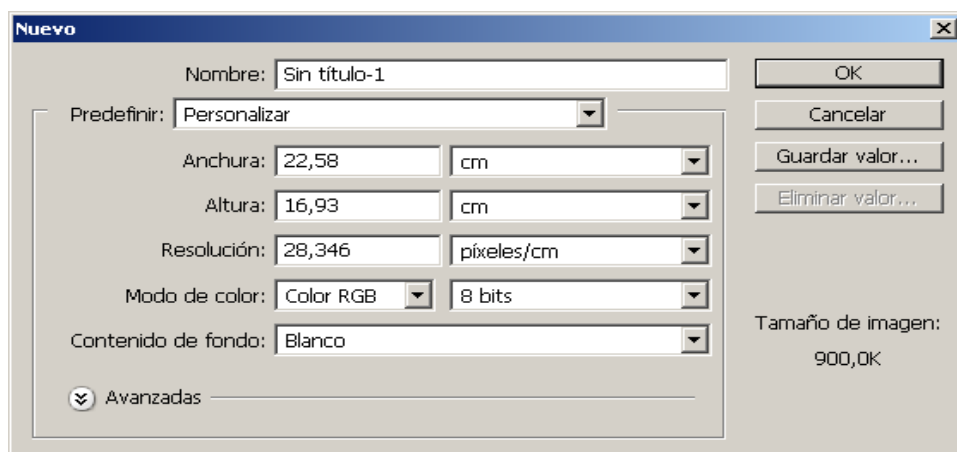 Nuevo
Nombre: Sin título-1
OK
Predefinir: Personalizar
Cancelar
Anchura: 22,58 cm
Guardar valor...
Altura: 16,93 cm
Eliminar valor...
Resolución: 28,346 píxeles/cm
Modo de color: Color RGB 8 bits
Contenido de fondo: Blanco
Tamaño de imagen:
900,0K
Avanzadas